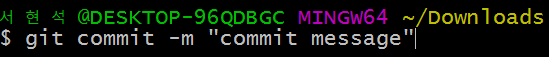 서 현 석 @DESKTOP-96QDBGC MINGW64 ~/Downloads
$ git commit -m "commit message"